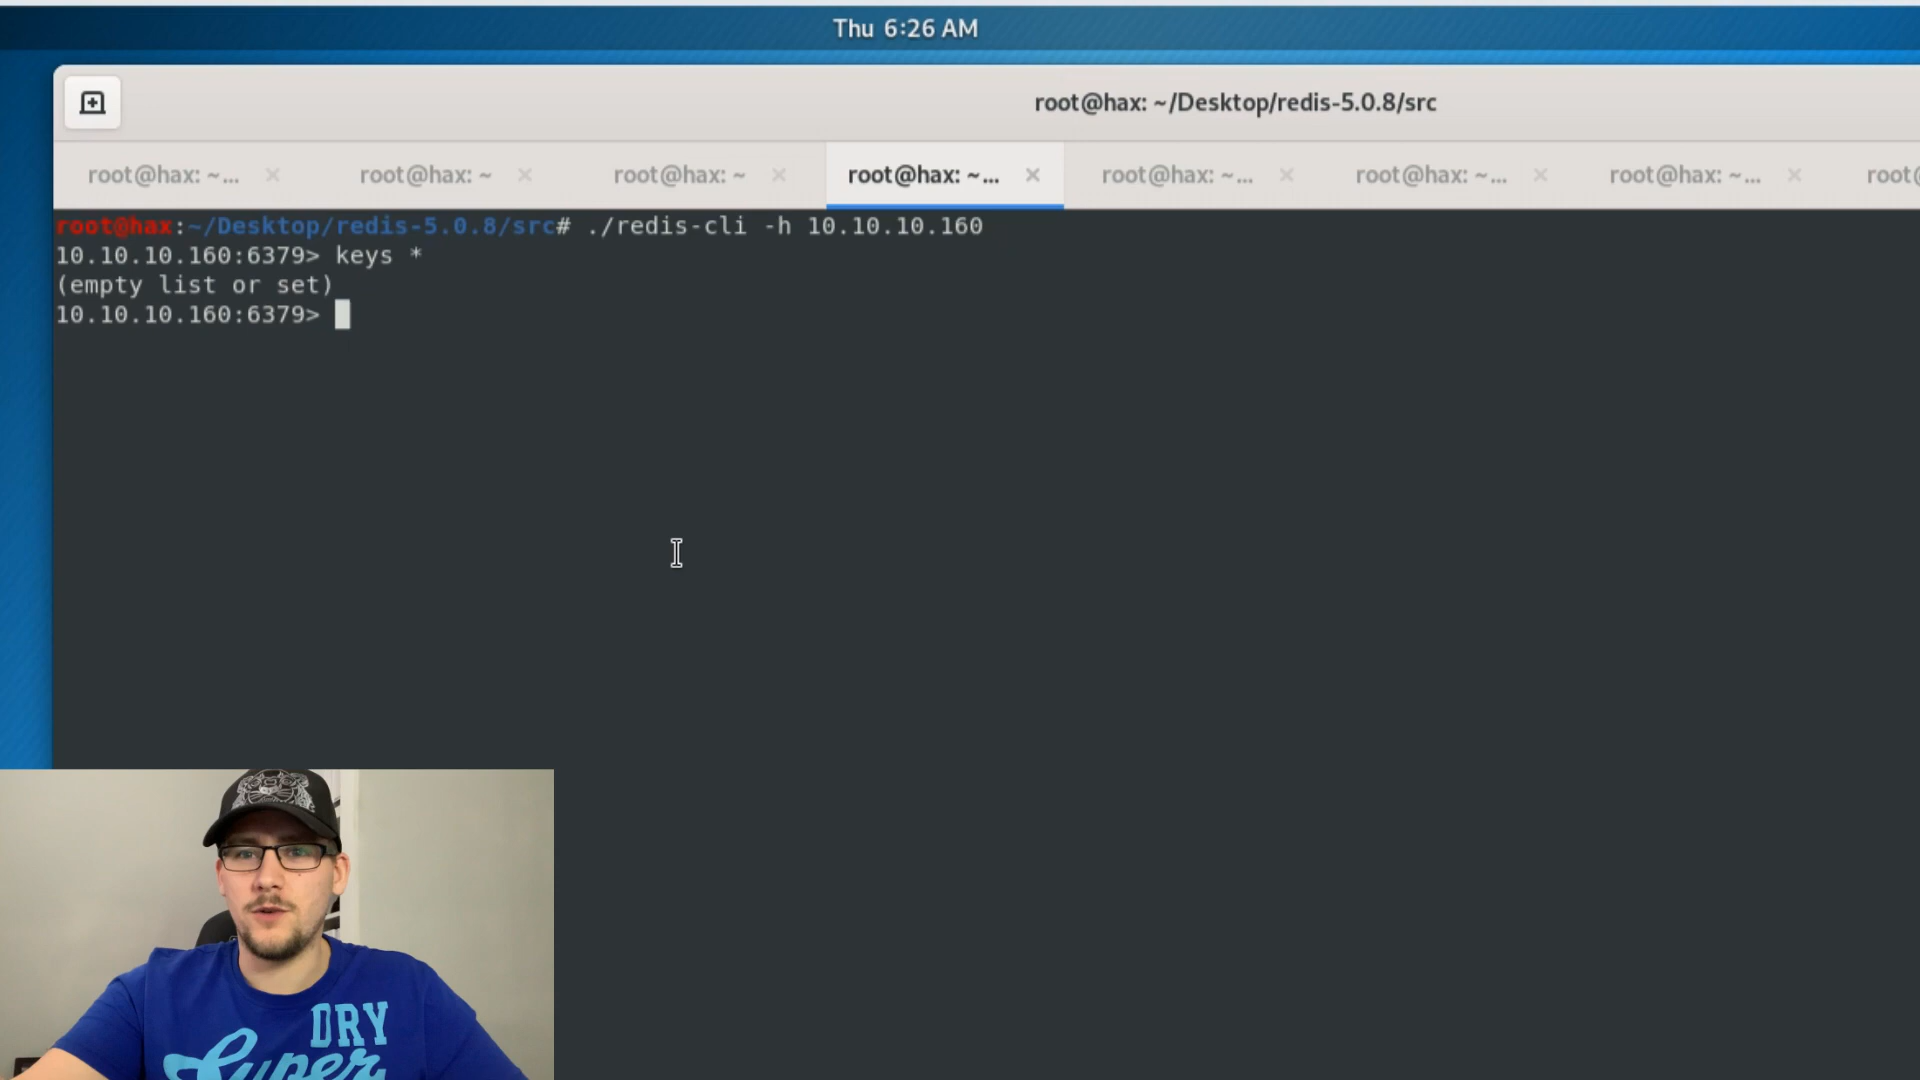 Thu 6:26 AM
root@hax: ~/Desktop/redis-5.0.8/src
root@hax: ~... × root@hax: ~ × root@hax: ~ × root@hax: ~... × root@hax: ~... × root@hax: ~... × root@hax: ~... × root@
root@hax:~/Desktop/redis-5.0.8/src# ./redis-cli -h 10.10.10.160
10.10.10.160:6379> keys *
(empty list or set)
10.10.10.160:6379>
DRY
Super